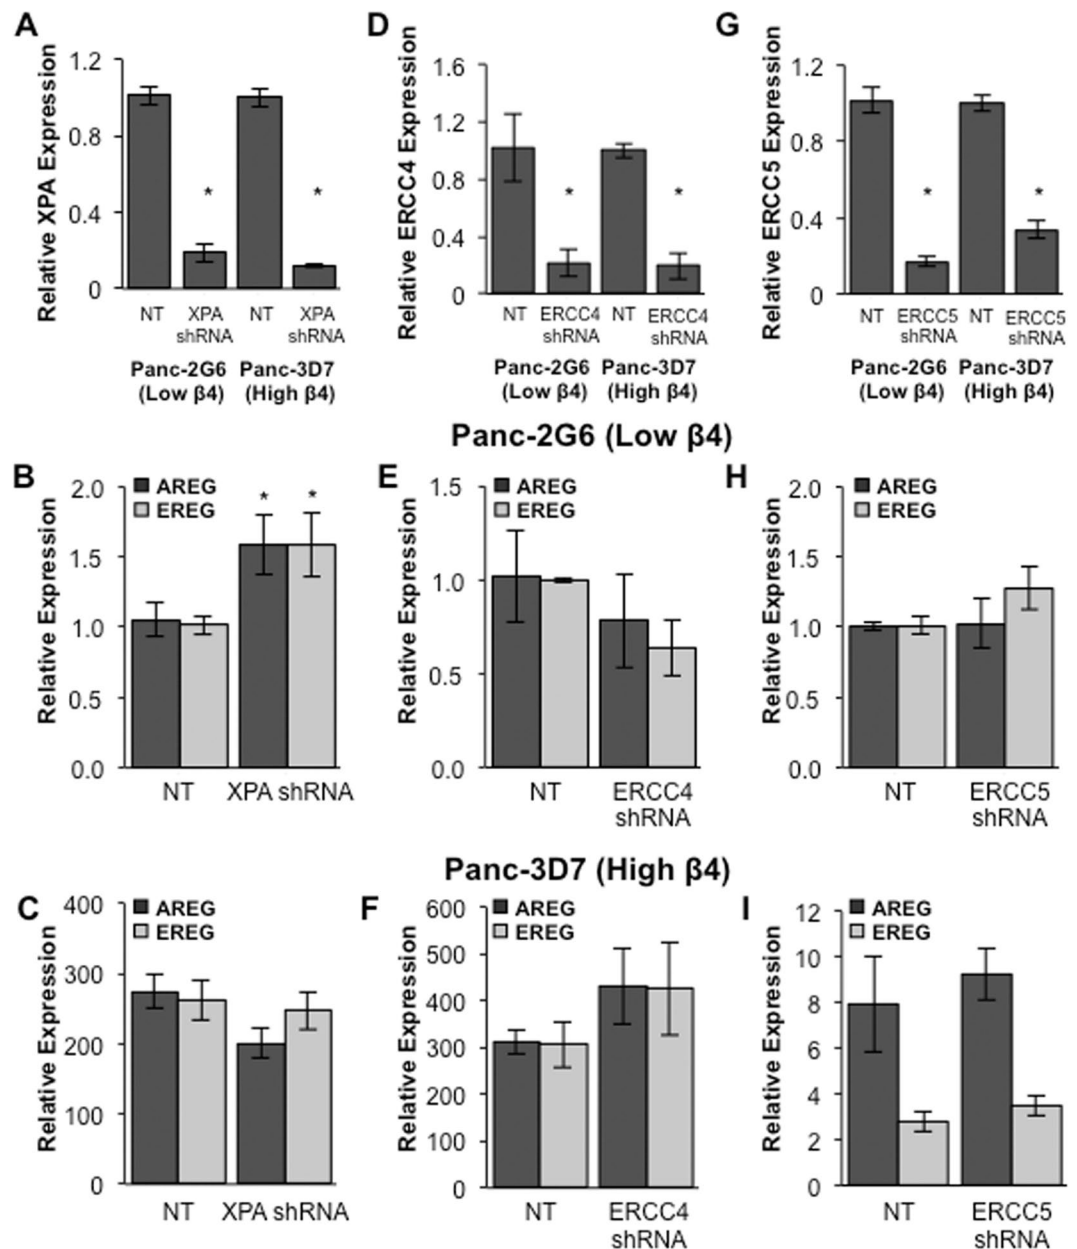 A
Relative XPA Expression
1.2
0.8
0.4
0
*
*
NT
XPA
shRNA
NT
XPA
shRNA
Panc-2G6
(Low β4)
Panc-3D7
(High β4)
D
Relative ERCC4 Expression
1.6
1.2
0.8
0.4
0
*
*
NT
ERCC4
shRNA
NT
ERCC4
shRNA
Panc-2G6
(Low β4)
Panc-3D7
(High β4)
G
Relative ERCC5 Expression
1.2
0.8
0.4
0
*
*
NT
ERCC5
shRNA
NT
ERCC5
shRNA
Panc-2G6
(Low β4)
Panc-3D7
(High β4)
Panc-2G6 (Low β4)
B
Relative Expression
2.0
1.5
1.0
0.5
0.0
AREG
EREG
*
*
NT
XPA shRNA
E
Relative Expression
1.5
1.0
0.5
0.0
AREG
EREG
NT
ERCC4
shRNA
H
Relative Expression
2.0
1.5
1.0
0.5
0.0
AREG
EREG
NT
ERCC5
shRNA
Panc-3D7 (High β4)
C
Relative Expression
400
300
200
100
0
AREG
EREG
NT
XPA shRNA
F
Relative Expression
600
500
400
300
200
100
0
AREG
EREG
NT
ERCC4
shRNA
I
Relative Expression
12
10
8
6
4
2
0
AREG
EREG
NT
ERCC5
shRNA